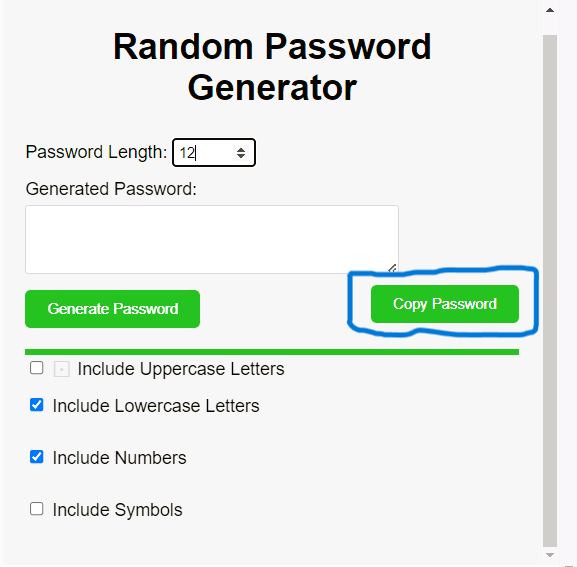 Random Password
Generator
Password Length: 12
Generated Password:
Generate Password
Copy Password
Include Uppercase Letters
Include Lowercase Letters
Include Numbers
Include Symbols